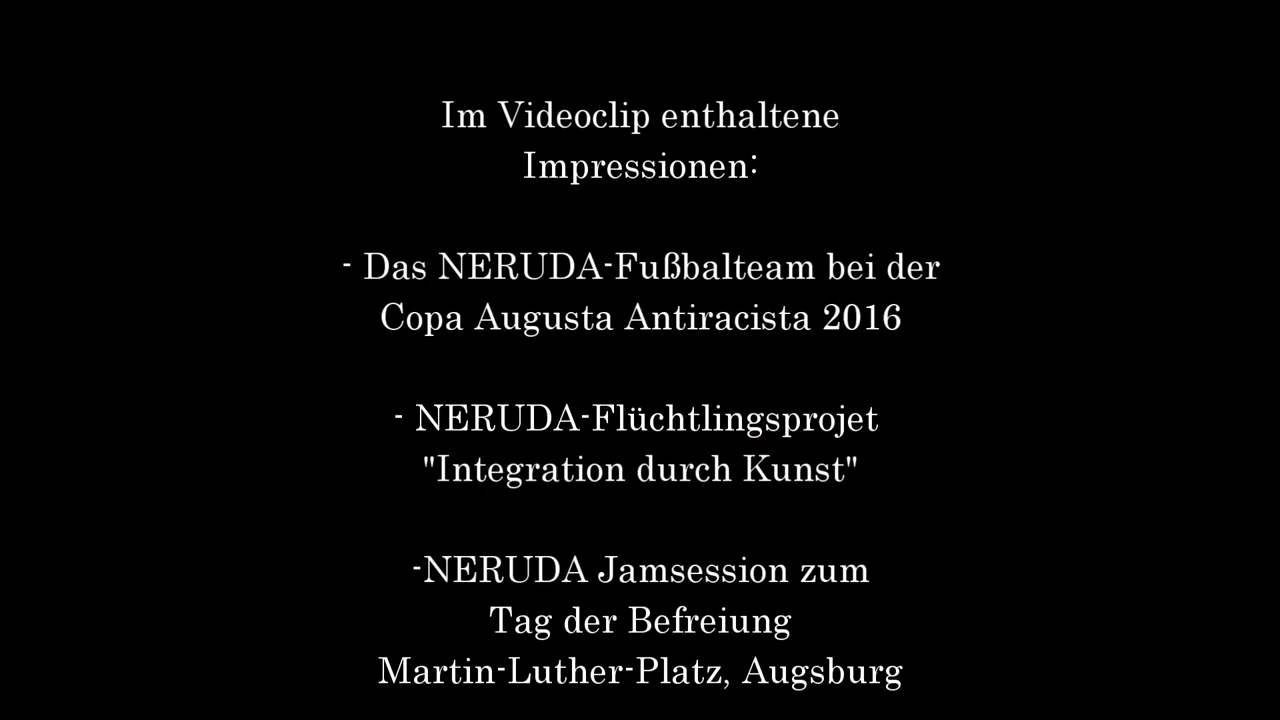 Im Videoclip enthaltene
Impressionen:
- Das NERUDA-Fußbalteam bei der
Copa Augusta Antiracista 2016
- NERUDA-Flüchtlingsprojet
"Integration durch Kunst"
-NERUDA Jamsession zum
Tag der Befreiung
Martin-Luther-Platz, Augsburg